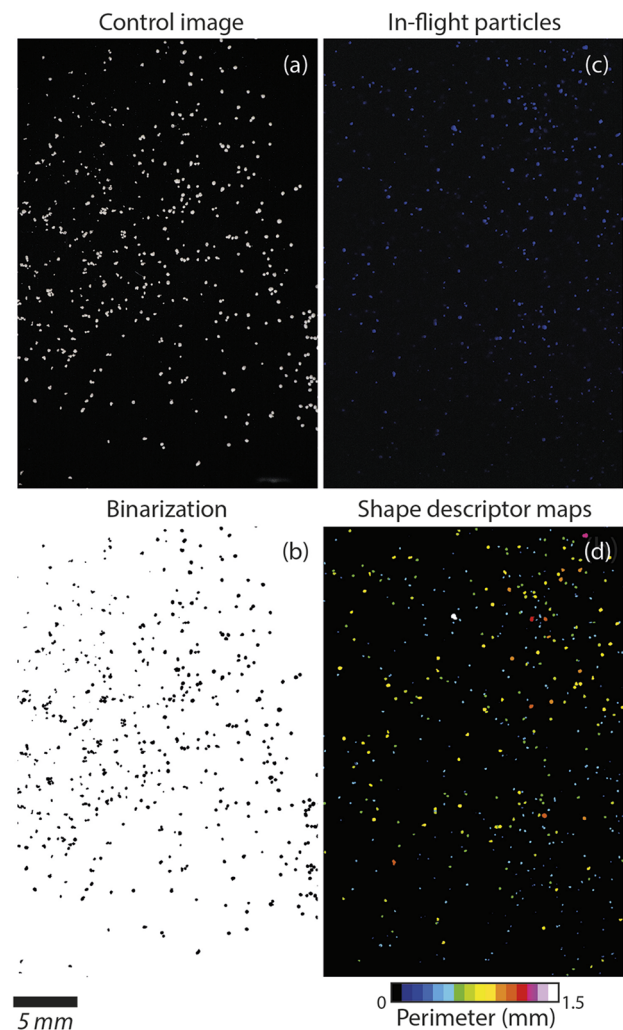 Control image
In-flight particles
(a)
(c)
Binarization
Shape descriptor maps
(b)
(d)
5 mm
0
1.5
Perimeter (mm)